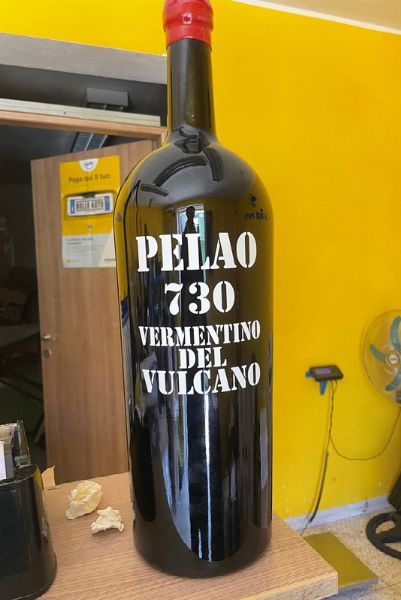 Paga qui il tuo
BOLLO AUTO
PELAO
730
VERMENTINO
DEL
VULCANO